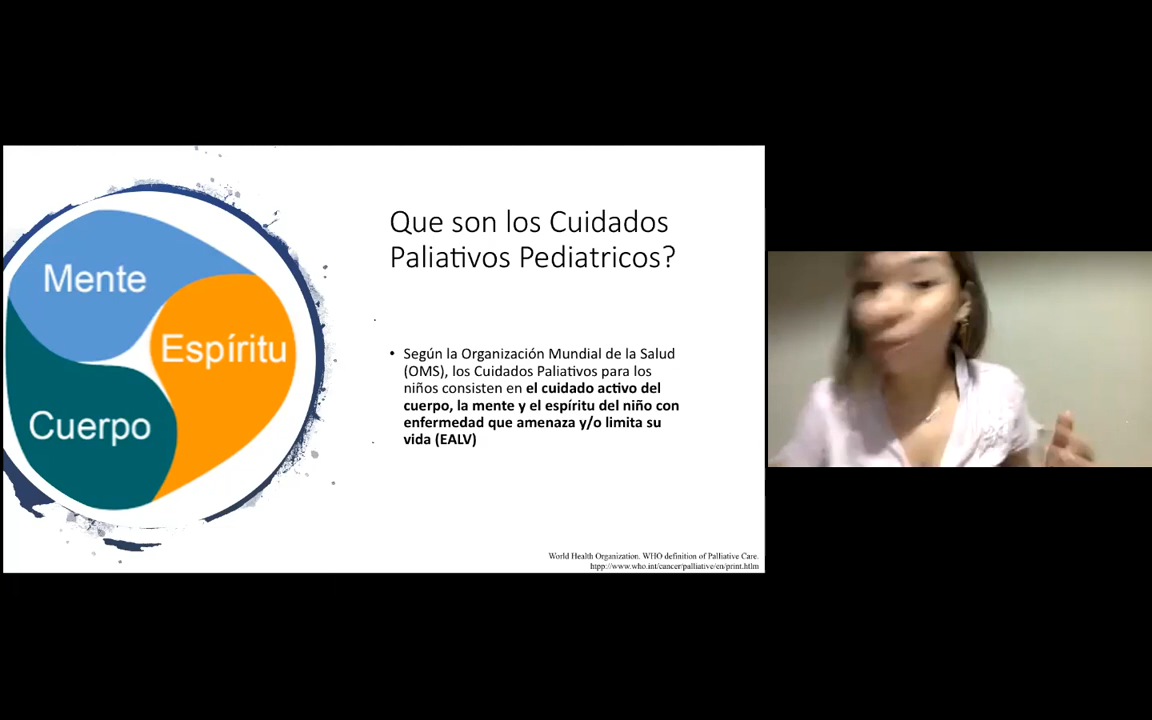 Mente
Espíritu
Cuerpo
Que son los Cuidados
Paliativos Pediatricos?
• Según la Organización Mundial de la Salud
(OMS), los Cuidados Paliativos para los
niños consisten en el cuidado activo del
cuerpo, la mente y el espíritu del niño con
enfermedad que amenaza y/o limita su
vida (EALV)
World Health Organization. WHO definition of Palliative Care.
htpp://www.who.int/cancer/palliative/en/print.htlm